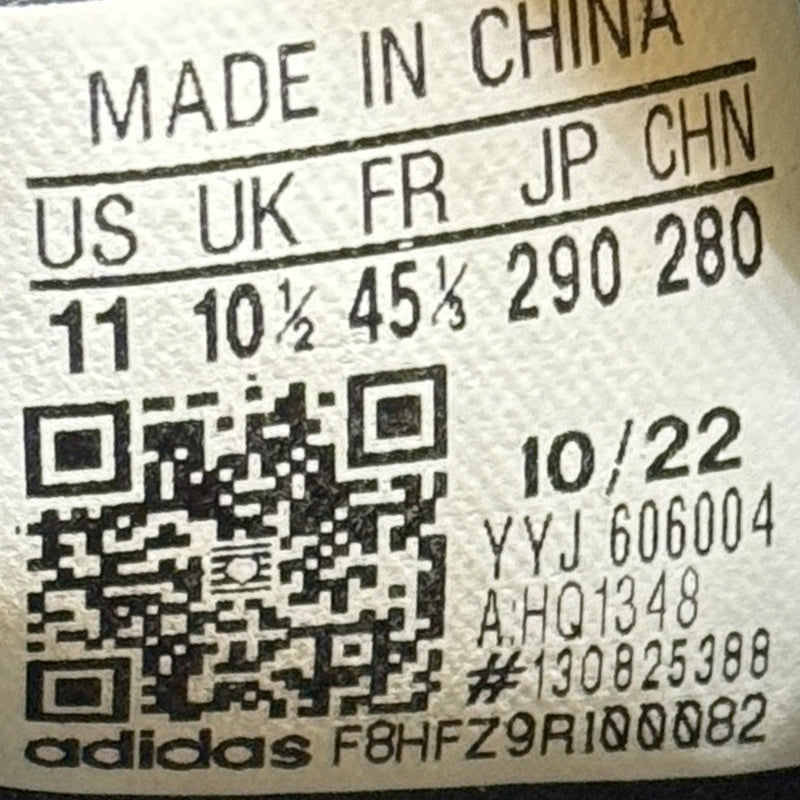 MADE IN CHINA
US UK FR JP CHN
11 10½ 45⅓ 290 280
10/22
YYJ 606004
A:HQ1348
#130825388
adidas F8HFZ9RI00082